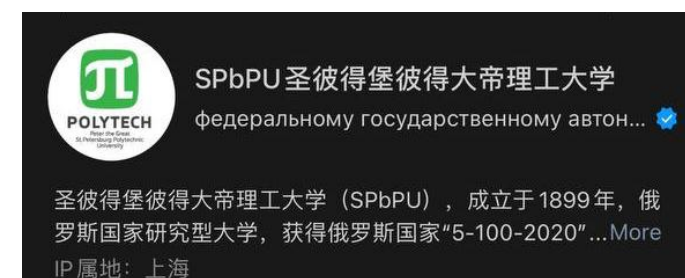 SPbPU圣彼得堡彼得大帝理工大学
POLYTECH
Peter the Great
St.Petersburg Polytechnic
University
федеральному государственному автон...
圣彼得堡彼得大帝理工大学（SPbPU），成立于1899年，俄
罗斯国家研究型大学，获得俄罗斯国家“5-100-2020”...More
IP属地：上海